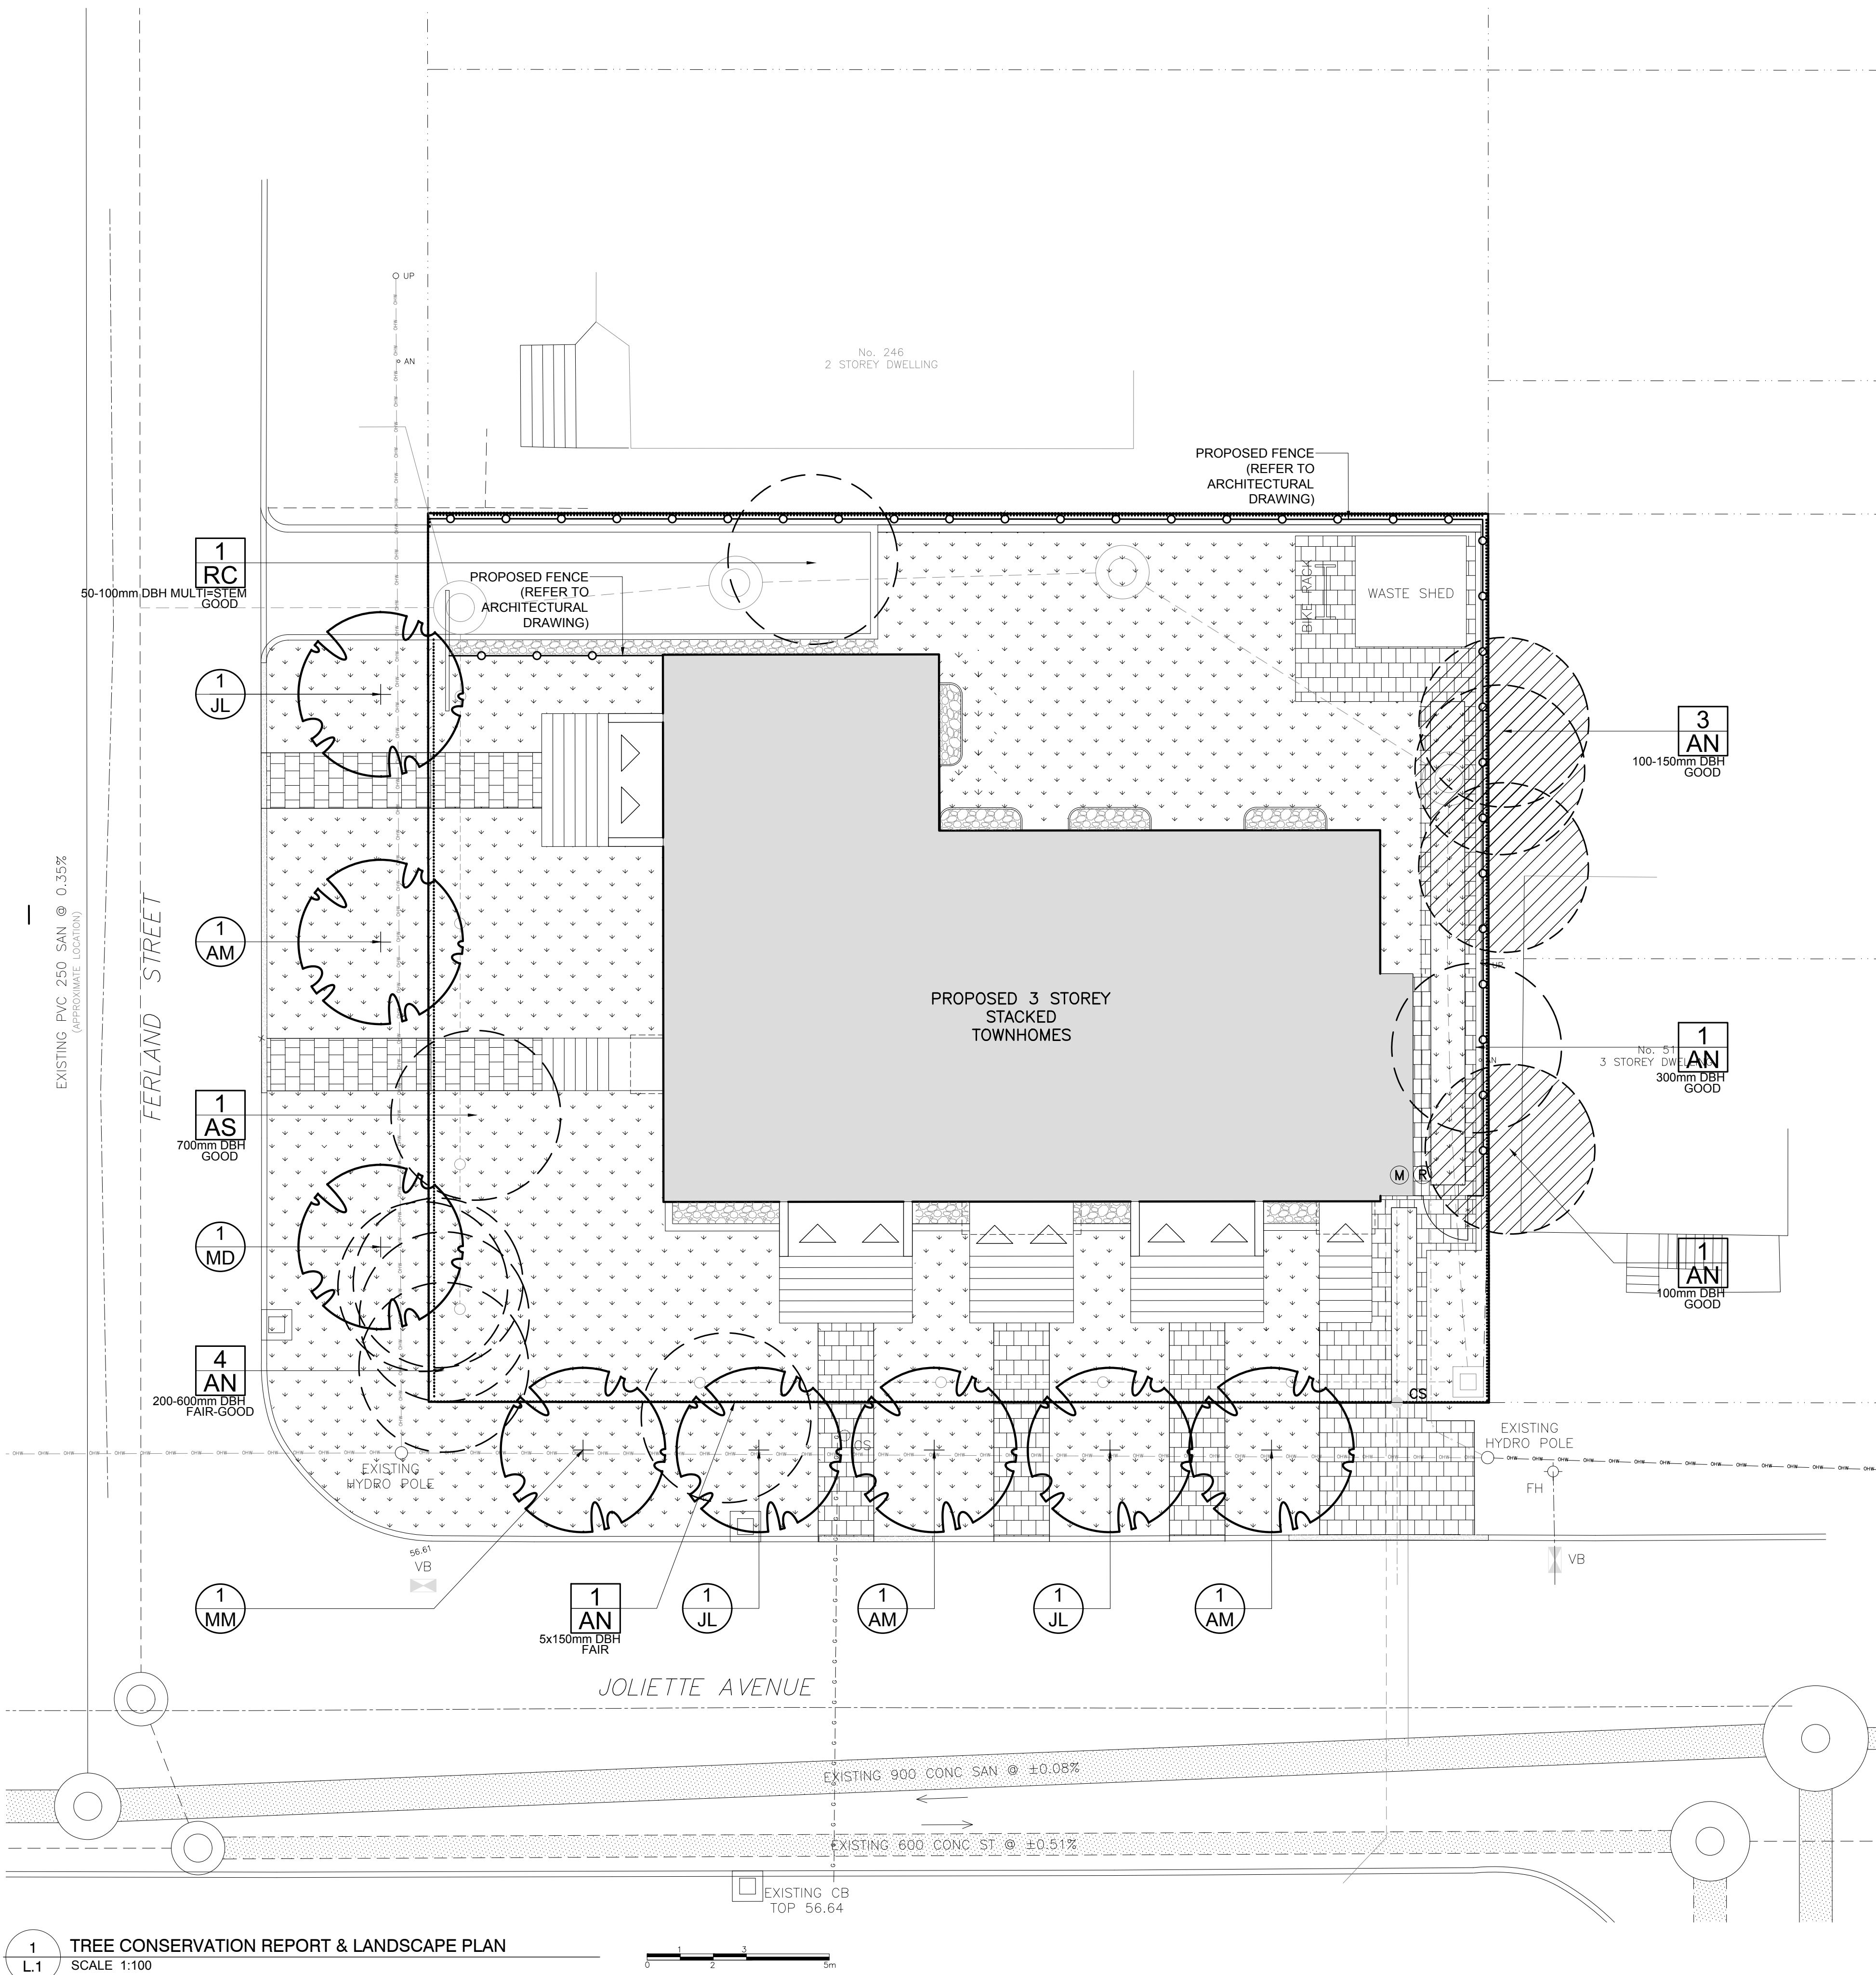 UP
AN
No. 246
2 STOREY DWELLING
PROPOSED FENCE
(REFER TO
ARCHITECTURAL
DRAWING)
1
RC
50-100mm DBH MULTI=STEM
GOOD
PROPOSED FENCE
(REFER TO
ARCHITECTURAL
DRAWING)
BIKE RACK
WASTE SHED
1
JL
3
AN
100-150mm DBH
GOOD
EXISTING PVC 250 SAN @ 0.35%
(APPROXIMATE LOCATION)
FERLAND STREET
1
AM
UP
PROPOSED 3 STOREY
STACKED
TOWNHOMES
1
AN
300mm DBH
GOOD
No. 51
3 STOREY DWELLING
1
AS
700mm DBH
GOOD
M
R
1
MD
1
AN
100mm DBH
GOOD
4
AN
200-600mm DBH
FAIR-GOOD
CS
CS
EXISTING
HYDRO POLE
EXISTING
HYDRO POLE
OHW
FH
56.61
VB
VB
1
MM
1
AN
5x150mm DBH
FAIR
1
JL
1
AM
1
JL
1
AM
G
JOLIETTE AVENUE
EXISTING 900 CONC SAN @ ±0.08%
EXISTING 600 CONC ST @ ±0.51%
EXISTING CB
TOP 56.64
1
L.1
TREE CONSERVATION REPORT & LANDSCAPE PLAN
SCALE 1:100
1 3
0 2 5m